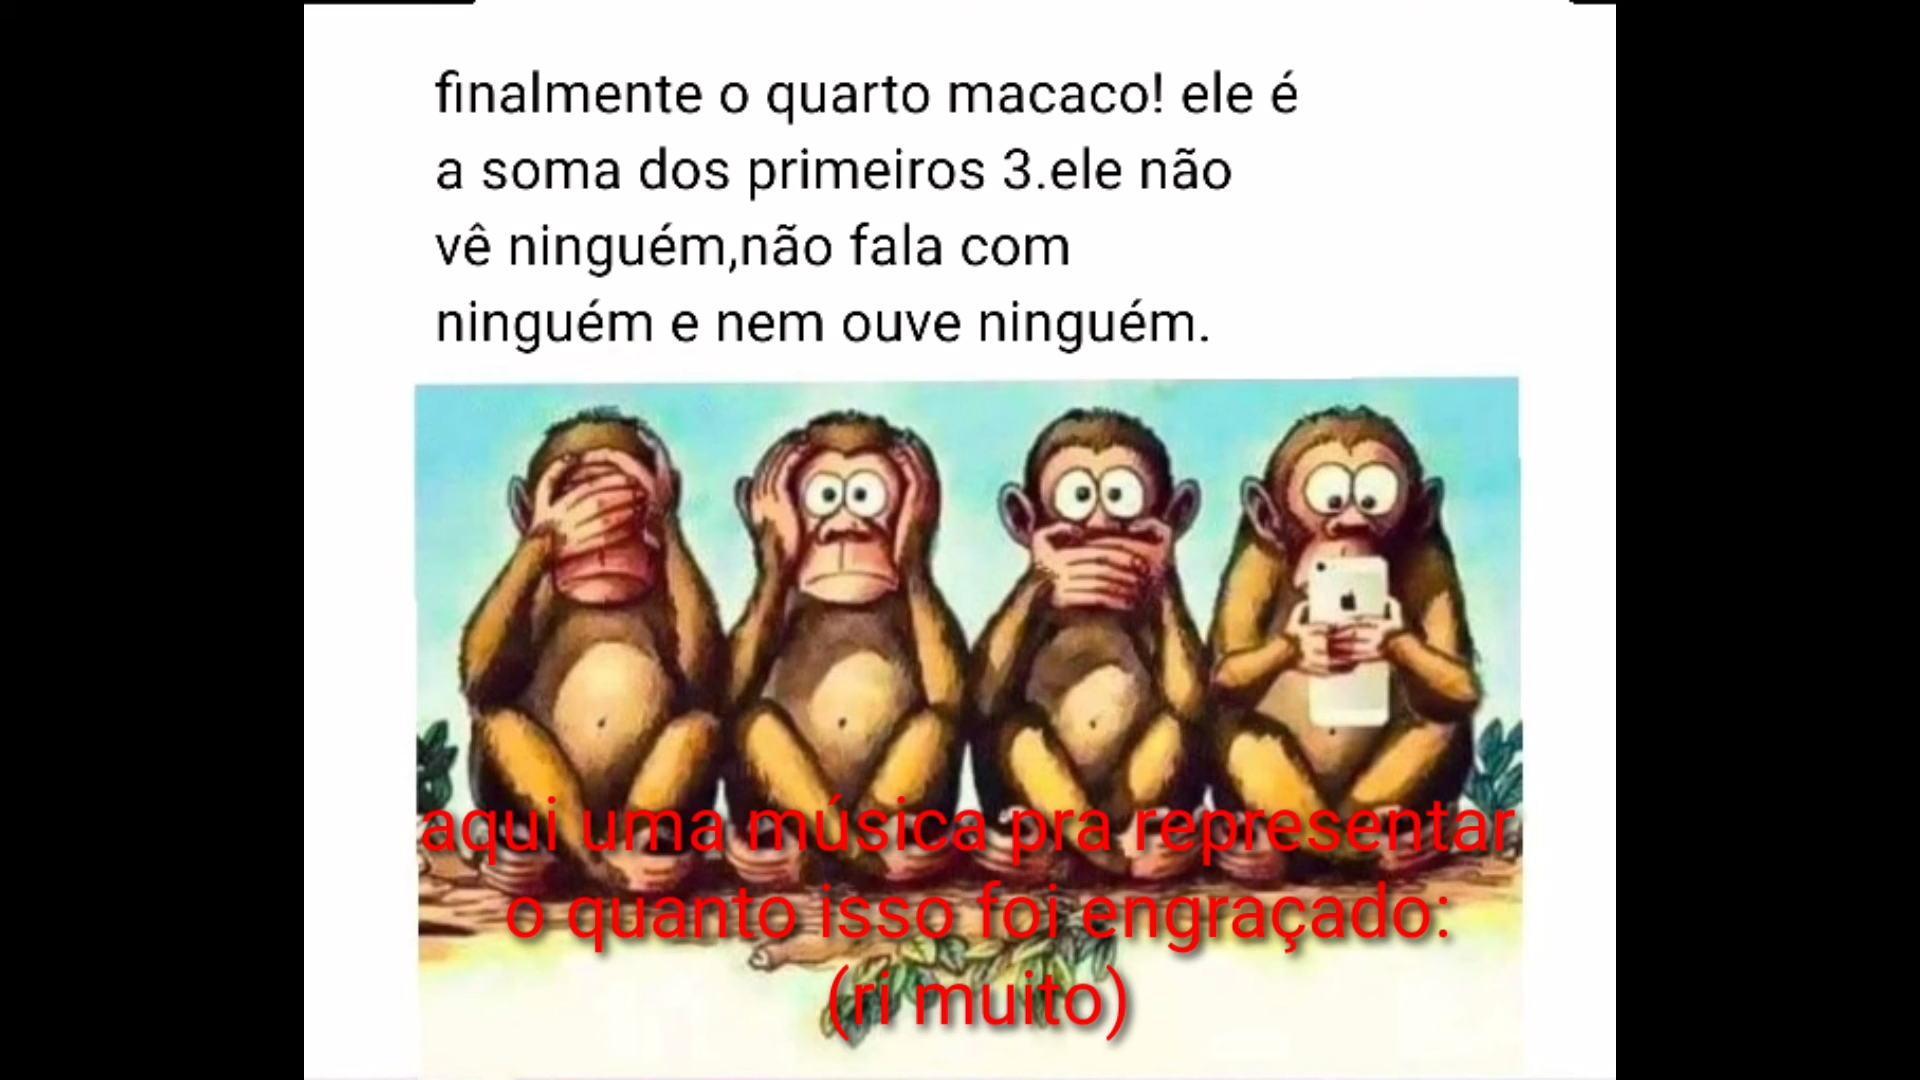 finalmente o quarto macaco! ele é
a soma dos primeiros 3.ele não
vê ninguém,não fala com
ninguém e nem ouve ninguém.
aqui uma música pra representar
o quanto isso foi engraçado:
(ri muito)